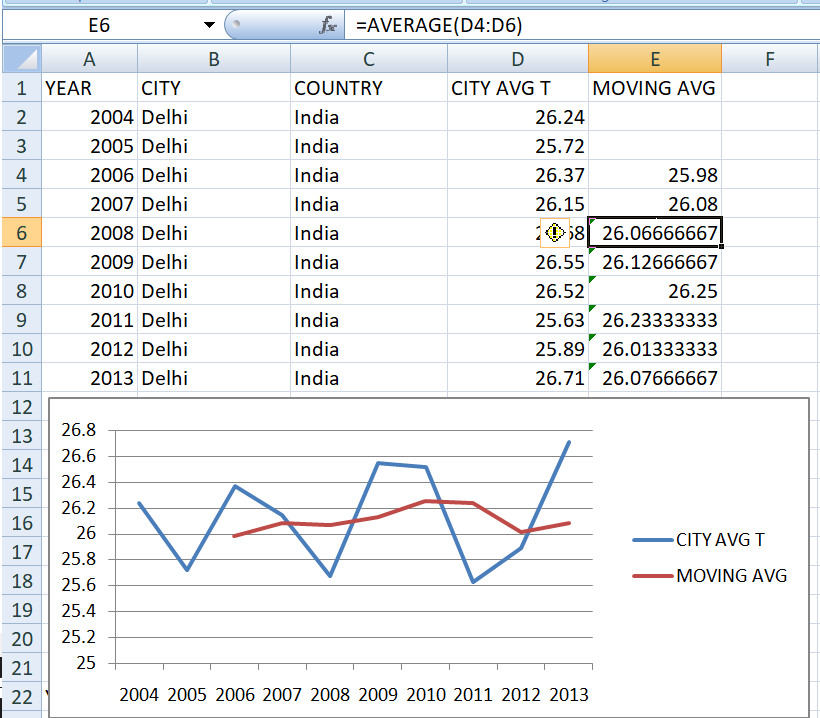 E6 fx =AVERAGE(D4:D6)
A B C D E F
1 YEAR CITY COUNTRY CITY AVG T MOVING AVG
2 2004 Delhi India 26.24
3 2005 Delhi India 25.72
4 2006 Delhi India 26.37 25.98
5 2007 Delhi India 26.15 26.08
6 2008 Delhi India 26.06666667
7 2009 Delhi India 26.55 26.12666667
8 2010 Delhi India 26.52 26.25
9 2011 Delhi India 25.63 26.23333333
10 2012 Delhi India 25.89 26.01333333
11 2013 Delhi India 26.71 26.07666667
12
13 26.8
14 26.6
15 26.4
16 26.2
17 26
18 25.8
19 25.6
20 25.4
21 25.2
22 25
CITY AVG T
MOVING AVG
2004 2005 2006 2007 2008 2009 2010 2011 2012 2013